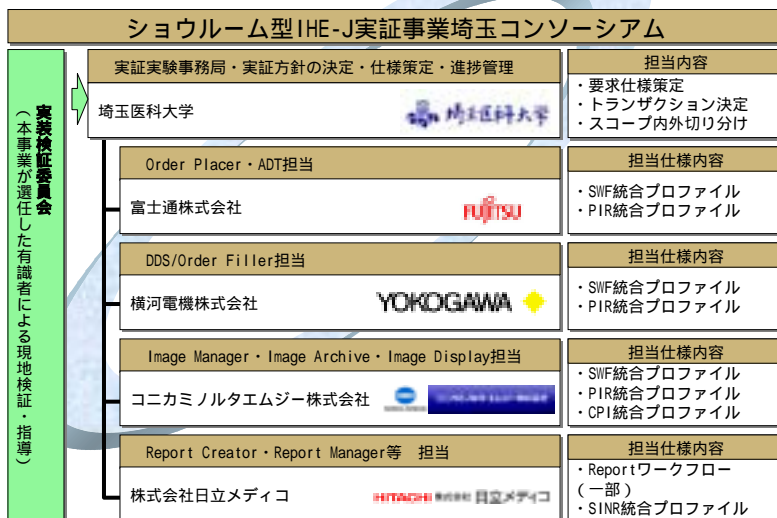 ショウルーム型IHE-J実証事業埼玉コンソーシアム
実装検証委員会
（本事業が選任した有識者による現地検証・指導）
実証実験事務局・実証方針の決定・仕様策定・進捗管理
埼玉医科大学
埼玉医科大学
担当内容
・要求仕様策定
・トランザクション決定
・スコープ内外切り分け
Order Placer・ADT担当
富士通株式会社
FUJITSU
担当仕様内容
・SWF統合プロファイル
・PIR統合プロファイル
DDS/Order Filler担当
横河電機株式会社
YOKOGAWA
担当仕様内容
・SWF統合プロファイル
・PIR統合プロファイル
Image Manager・Image Archive・Image Display担当
コニカミノルタエムジー株式会社
担当仕様内容
・SWF統合プロファイル
・PIR統合プロファイル
・CPI統合プロファイル
Report Creator・Report Manager等　担当
株式会社日立メディコ
HITACHI 株式会社 日立メディコ
担当仕様内容
・Reportワークフロー
（一部）
・SINR統合プロファイル